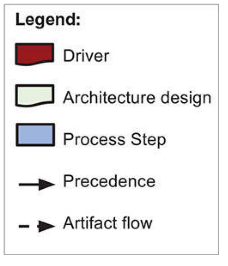 Legend:
Driver
Architecture design
Process Step
Precedence
Artifact flow